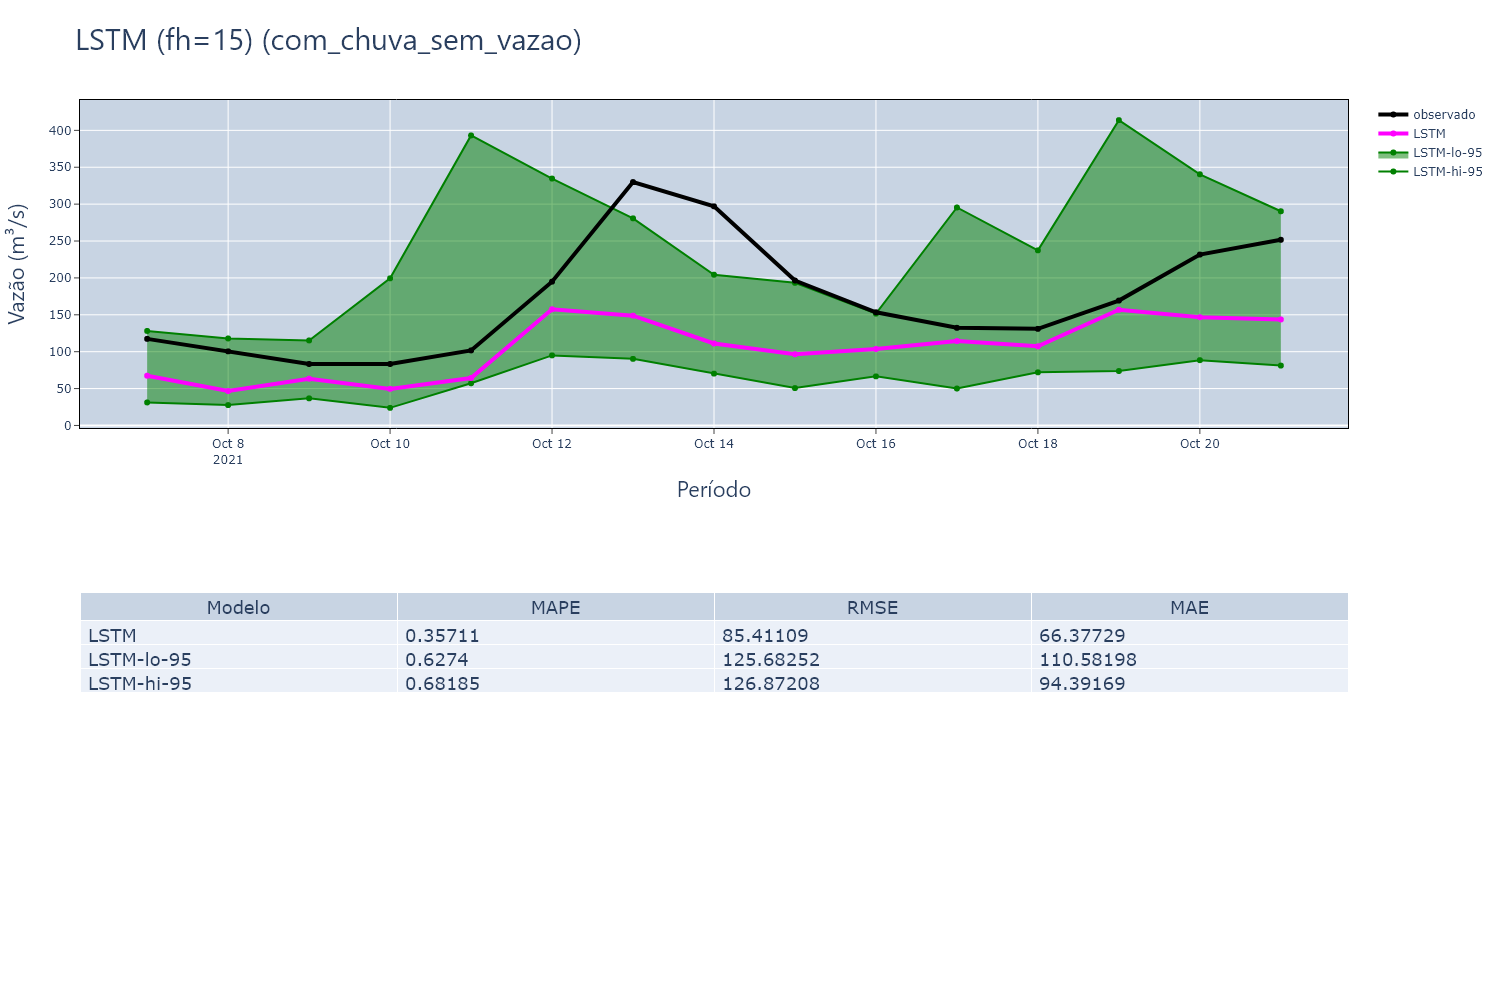 LSTM (fh=15) (com_chuva_sem_vazao)
observado
LSTM
LSTM-lo-95
LSTM-hi-95
Vazão (m³/s)
400
350
300
250
200
150
100
50
0
Oct 8 Oct 10 Oct 12 Oct 14 Oct 16 Oct 18 Oct 20
2021
Período
Modelo MAPE RMSE MAE
LSTM 0.35711 85.41109 66.37729
LSTM-lo-95 0.6274 125.68252 110.58198
LSTM-hi-95 0.68185 126.87208 94.39169